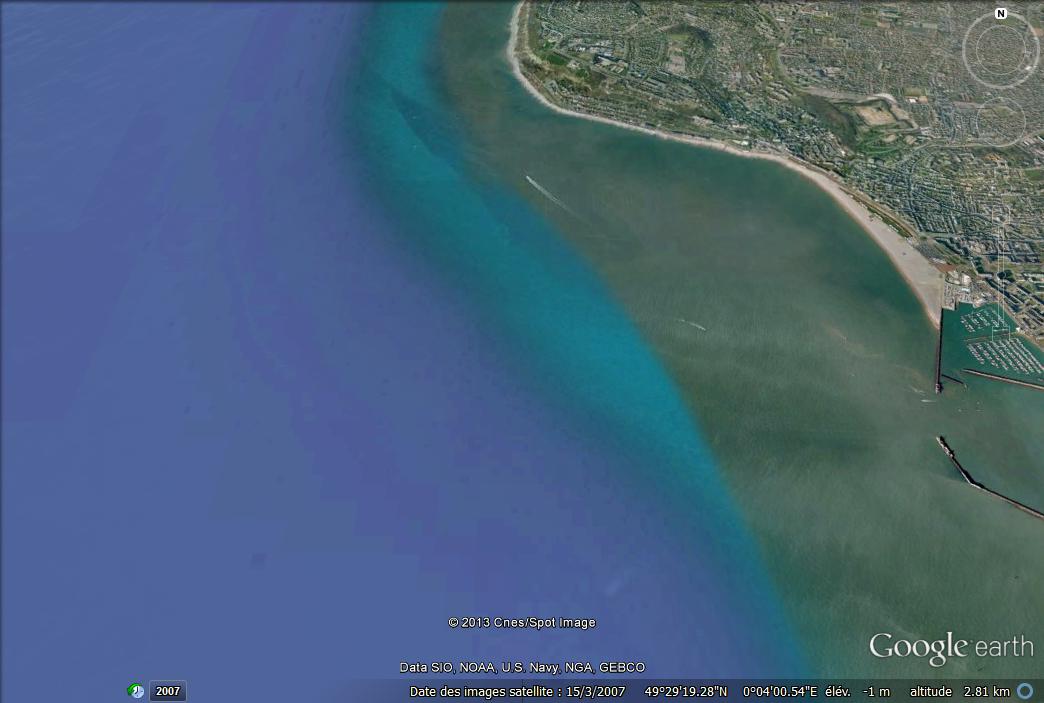 N
© 2013 Cnes/Spot Image
Google earth
Data SIO, NOAA, U.S. Navy, NGA, GEBCO
2007
Date des images satellite : 15/3/2007 49°29'19.28"N 0°04'00.54"E élév. -1 m altitude 2.81 km